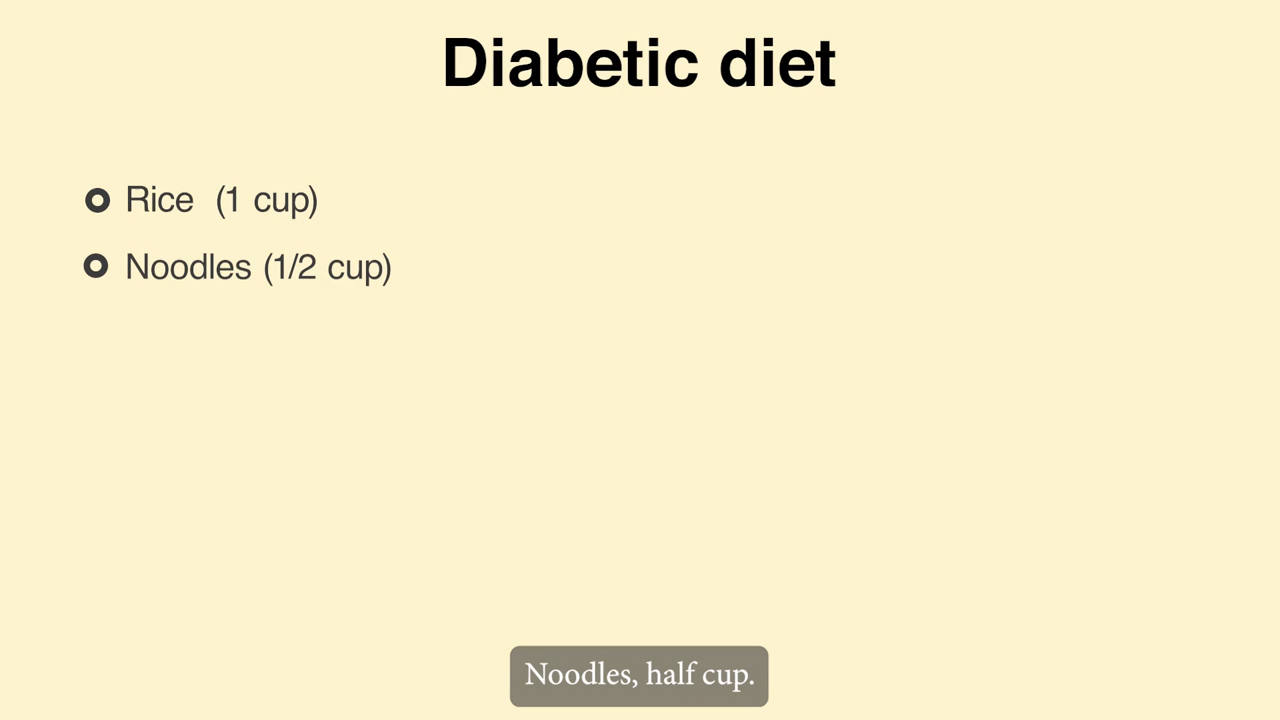 Diabetic diet
Rice (1 cup)
Noodles (1/2 cup)
Noodles, half cup.